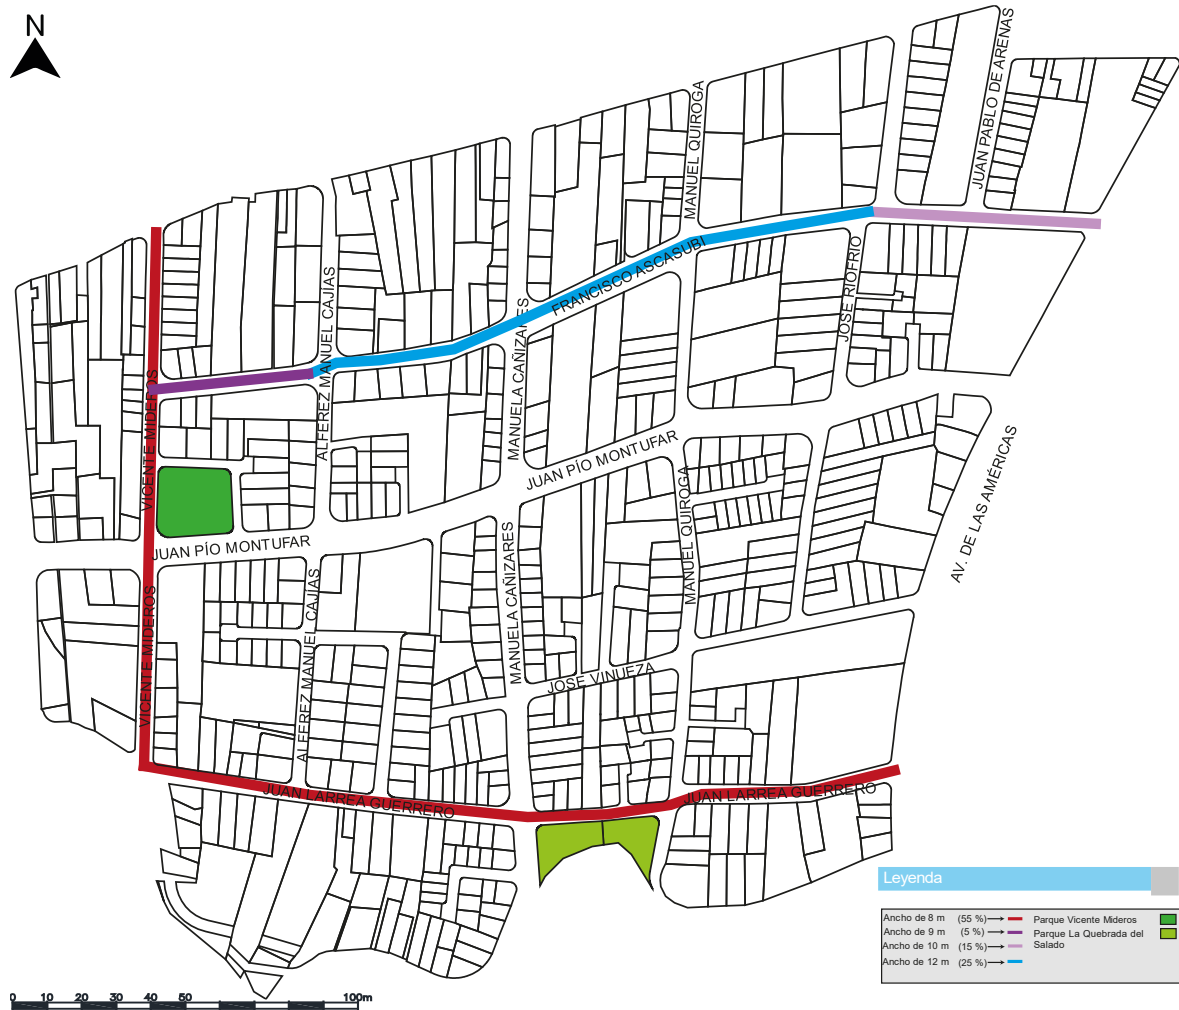 N
JUAN PABLO DE ARENAS
MANUEL QUIROGA
FRANCISCO ASCASUBI
JOSE RIOFRIO
ALFEREZ MANUEL CAJÍAS
MANUELA CAÑIZARES
VICENTE MIDEROS
JUAN PÍO MONTUFAR
JUAN PÍO MONTUFAR
MANUEL QUIROGA
AV. DE LAS AMÉRICAS
MANUELA CAÑIZARES
ALFEREZ MANUEL CAJÍAS
VICENTE MIDEROS
JOSE VINUEZA
JUAN LARREA GUERRERO
JUAN LARREA GUERRERO
Leyenda
Ancho de 8 m (55 %)
Ancho de 9 m (5 %)
Ancho de 10 m (15 %)
Ancho de 12 m (25 %)
Parque Vicente Mideros
Parque La Quebrada del
Salado
0 10 20 30 40 50 100m